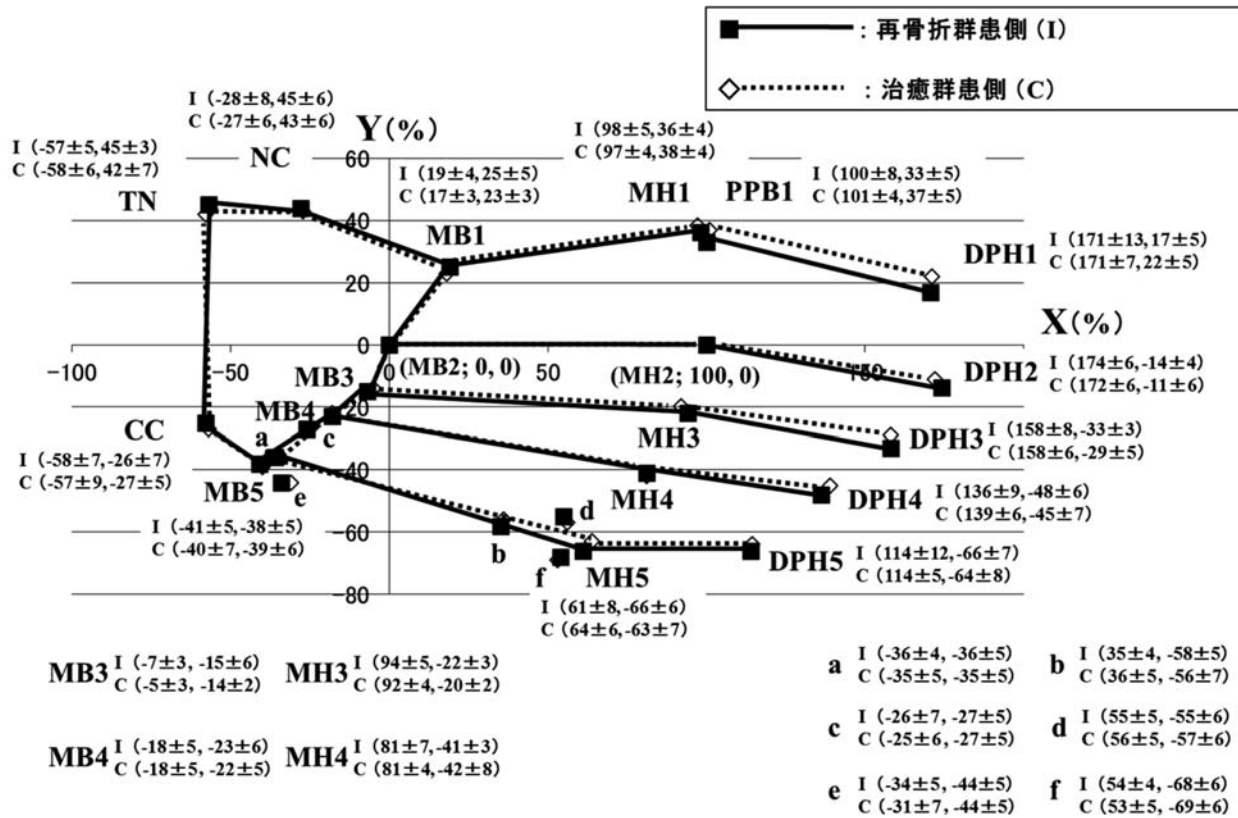 : 再骨折群患側 (I)
: 治癒群患側 (C)
I (-28±8,45±6)
C (-27±6,43±6)
NC
Y(%)
I (98±5,36±4)
C (97±4,38±4)
I (-57±5,45±3)
C (-58±6,42±7)
TN
60
I (19±4,25±5)
C (17±3,23±3)
MH1
PPB1
I (100±8,33±5)
C (101±4,37±5)
40
MB1
DPH1
I (171±13,17±5)
C (171±7,22±5)
20
X(%)
0
-100
-50
0
50
150
(MB2; 0, 0)
(MH2; 100, 0)
DPH2
I (174±6,-14±4)
C (172±6,-11±6)
MB3
-20
MB4
CC
a
c
MH3
DPH3
I (158±8,-33±3)
C (158±6,-29±5)
I (-58±7,-26±7)
C (-57±9,-27±5)
-40
MB5
e
MH4
DPH4
I (136±9,-48±6)
C (139±6,-45±7)
I (-41±5,-38±5)
C (-40±7,-39±6)
b
d
-60
f
MH5
DPH5
I (114±12,-66±7)
C (114±5,-64±8)
-80
I (61±8,-66±6)
C (64±6,-63±7)
MB3 I (-7±3, -15±6)
C (-5±3, -14±2)
MH3 I (94±5,-22±3)
C (92±4,-20±2)
a I (-36±4, -36±5)
C (-35±5, -35±5)
b I (35±4, -58±5)
C (36±5, -56±7)
c I (-26±7, -27±5)
C (-25±6, -27±5)
d I (55±5, -55±6)
C (56±5, -57±6)
MB4 I (-18±5, -23±6)
C (-18±5, -22±5)
MH4 I (81±7,-41±3)
C (81±4,-42±8)
e I (-34±5, -44±5)
C (-31±7, -44±5)
f I (54±4, -68±6)
C (53±5, -69±6)